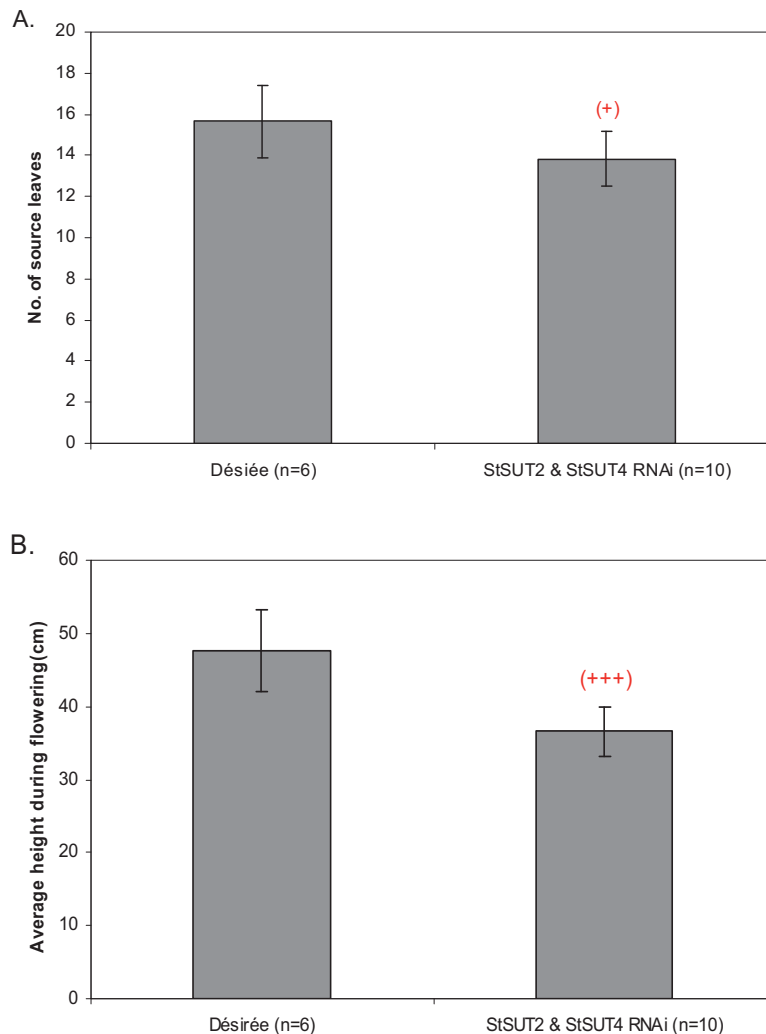 A.
No. of source leaves
20
18
16
14
12
10
8
6
4
2
0
(+)
Désiée (n=6)
StSUT2 & StSUT4 RNAi (n=10)
B.
Average height during flowering(cm)
60
50
40
30
20
10
0
(+++)
Désirée (n=6)
StSUT2 & StSUT4 RNAi (n=10)